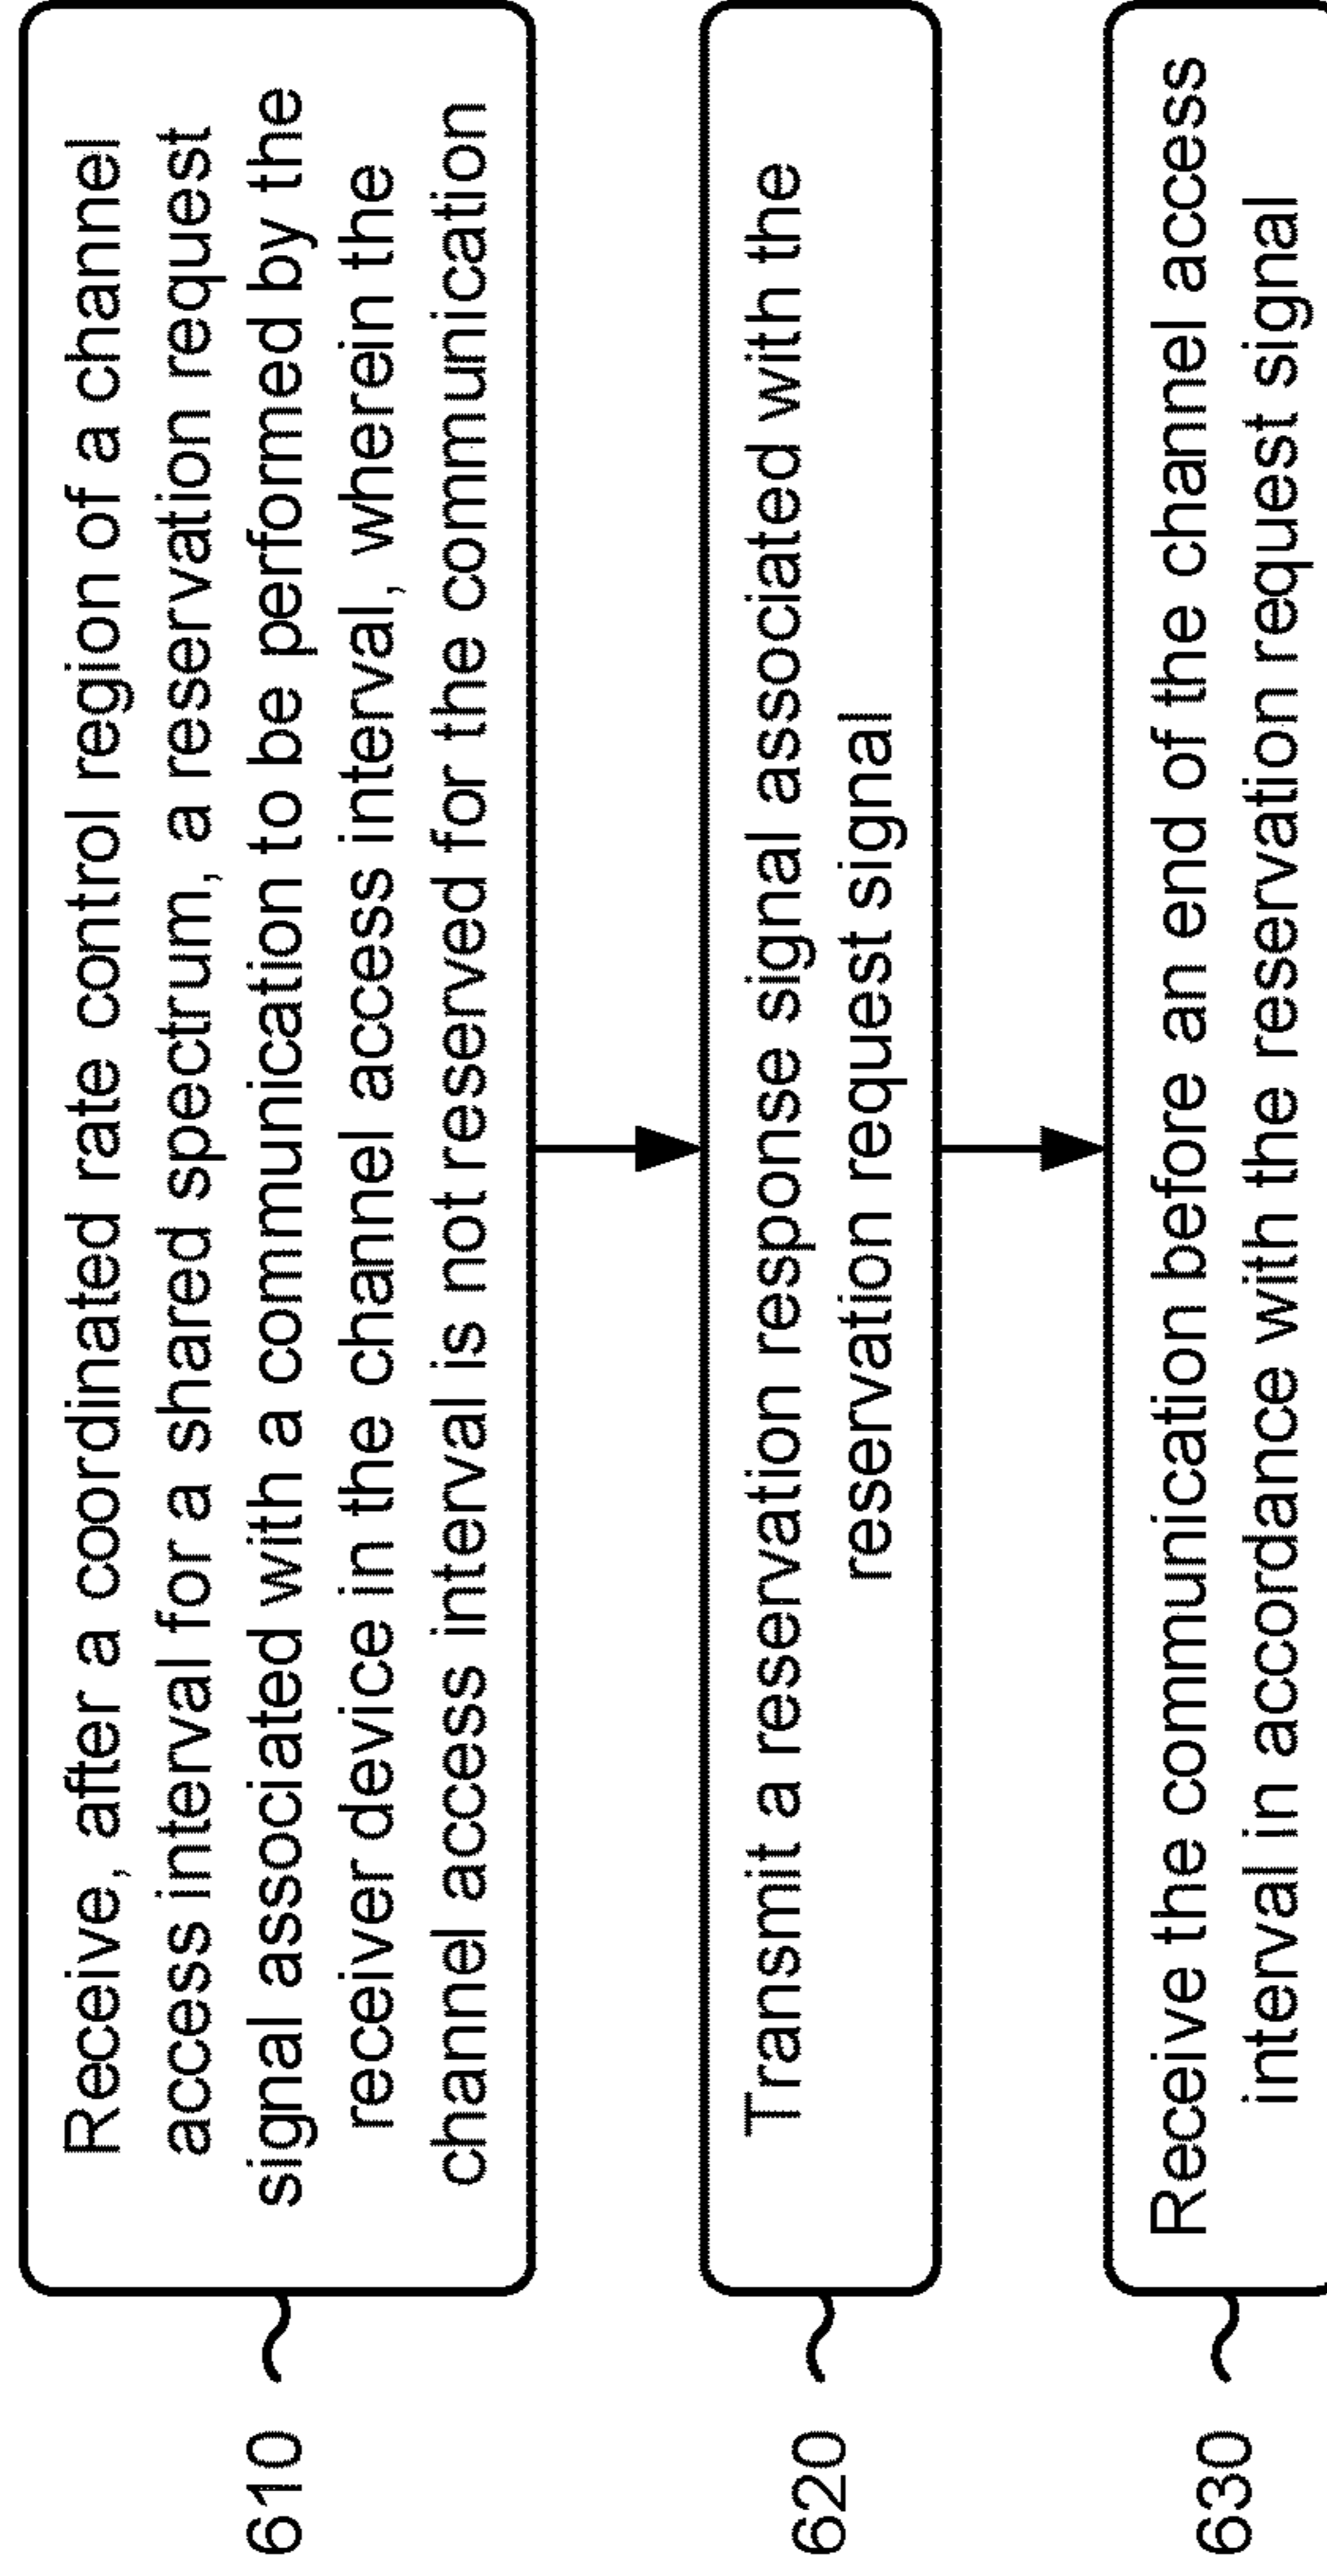 610
Receive, after a coordinated rate control region of a channel
access interval for a shared spectrum, a reservation request
signal associated with a communication to be performed by the
receiver device in the channel access interval, wherein the
channel access interval is not reserved for the communication
620
Transmit a reservation response signal associated with the
reservation request signal
630
Receive the communication before an end of the channel access
interval in accordance with the reservation request signal